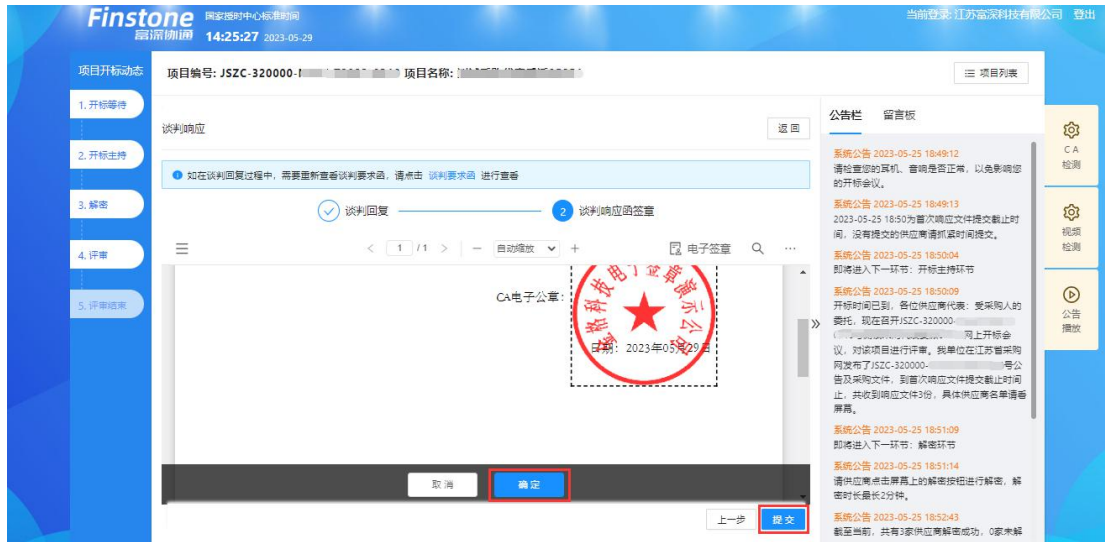 Finstone
富深协通
国家授时中心标准时间
14:25:27 2023-05-29
当前登录: 江苏富深科技有限公司 登出
项目开标动态
1. 开标等待
2. 开标主持
3. 解密
4. 评审
5. 评审结束
项目编号: JSZC-320000- 项目名称:
项目列表
谈判响应
返回
如在谈判回复过程中，需要重新查看谈判要求函，请点击 谈判要求函 进行查看
谈判回复
2 谈判响应函签章
1 /1
自动缩放
电子签章
CA电子公章:
日期: 2023年05月29日
取消
确定
上一步
提交
公告栏
留言板
系统公告 2023-05-25 18:49:12
请检查您的耳机、音响是否正常，以免影响您
的开标会议。
系统公告 2023-05-25 18:49:13
2023-05-25 18:50为首次响应文件提交截止时
间，没有提交的供应商请抓紧时间提交。
系统公告 2023-05-25 18:50:04
即将进入下一环节: 开标主持环节
系统公告 2023-05-25 18:50:09
开标时间已到，各位供应商代表: 受采购人的
委托，现在召开JSZC-320000-
网上开标会
议，对该项目进行评审。我单位在江苏省采购
网发布了JSZC-320000- 号公
告及采购文件，到首次响应文件提交截止时间
止，共收到响应文件3份，具体供应商名单请看
屏幕。
系统公告 2023-05-25 18:51:09
即将进入下一环节: 解密环节
系统公告 2023-05-25 18:51:14
请供应商点击屏幕上的解密按钮进行解密，解
密时长最长2分钟。
系统公告 2023-05-25 18:52:43
截至当前，共有3家供应商解密成功，0家未解
CA
检测
视频
检测
公告
播放